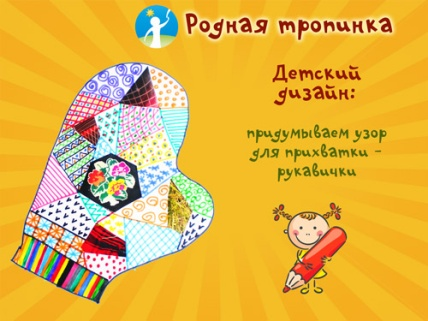 Родная тропинка
Детский
дизайн:
придумываем узор
для прихватки -
рукавички